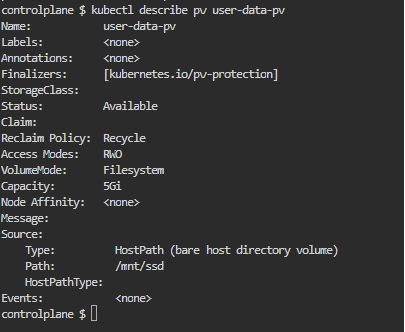 controlplane $ kubectl describe pv user-data-pv
Name:            user-data-pv
Labels:          <none>
Annotations:     <none>
Finalizers:      [kubernetes.io/pv-protection]
StorageClass:
Status:          Available
Claim:
Reclaim Policy:  Recycle
Access Modes:    RWO
VolumeMode:      Filesystem
Capacity:        5Gi
Node Affinity:   <none>
Message:
Source:
    Type:          HostPath (bare host directory volume)
    Path:          /mnt/ssd
    HostPathType:
Events:            <none>
controlplane $